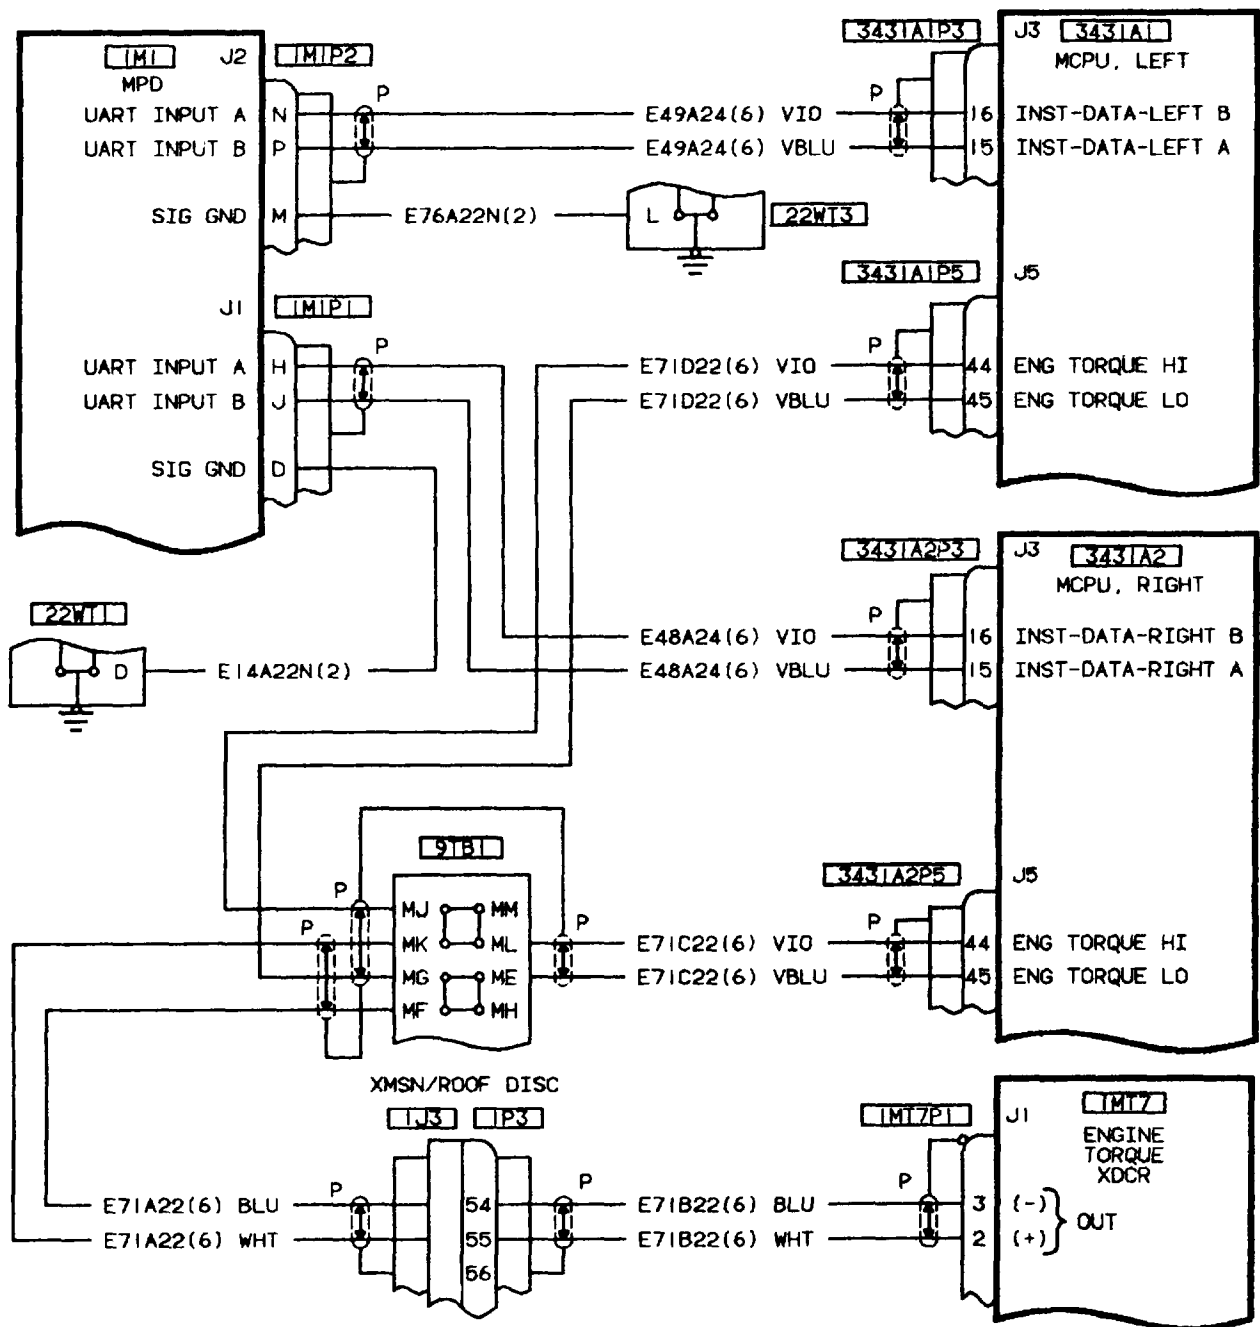 1M1 J2 1M1P2
MPD
UART INPUT A N P
UART INPUT B P
SIG GND M E76A22N(2) L 22WT3
E49A24(6) VIO
E49A24(6) VBLU
3431A1P3 J3 3431A1
MCPU, LEFT
P 16 INST-DATA-LEFT B
15 INST-DATA-LEFT A
J1 1M1P1
UART INPUT A H P
UART INPUT B J
SIG GND D
3431A1P5 J5
E71D22(6) VIO P 44 ENG TORQUE HI
E71D22(6) VBLU 45 ENG TORQUE LO
22WT1
D E14A22N(2)
3431A2P3 J3 3431A2
MCPU, RIGHT
E48A24(6) VIO P 16 INST-DATA-RIGHT B
E48A24(6) VBLU 15 INST-DATA-RIGHT A
9TB1
P MJ MM
P MK ML P
MG ME
MF MH
3431A2P5 J5
E71C22(6) VIO P 44 ENG TORQUE HI
E71C22(6) VBLU 45 ENG TORQUE LO
XMSN/ROOF DISC
1J3 1P3
E71A22(6) BLU P 54 P E71B22(6) BLU
E71A22(6) WHT 55 E71B22(6) WHT
56
1MT7P1 J1 1MT7
ENGINE
TORQUE
XDCR
P 3 (-)
2 (+)
OUT